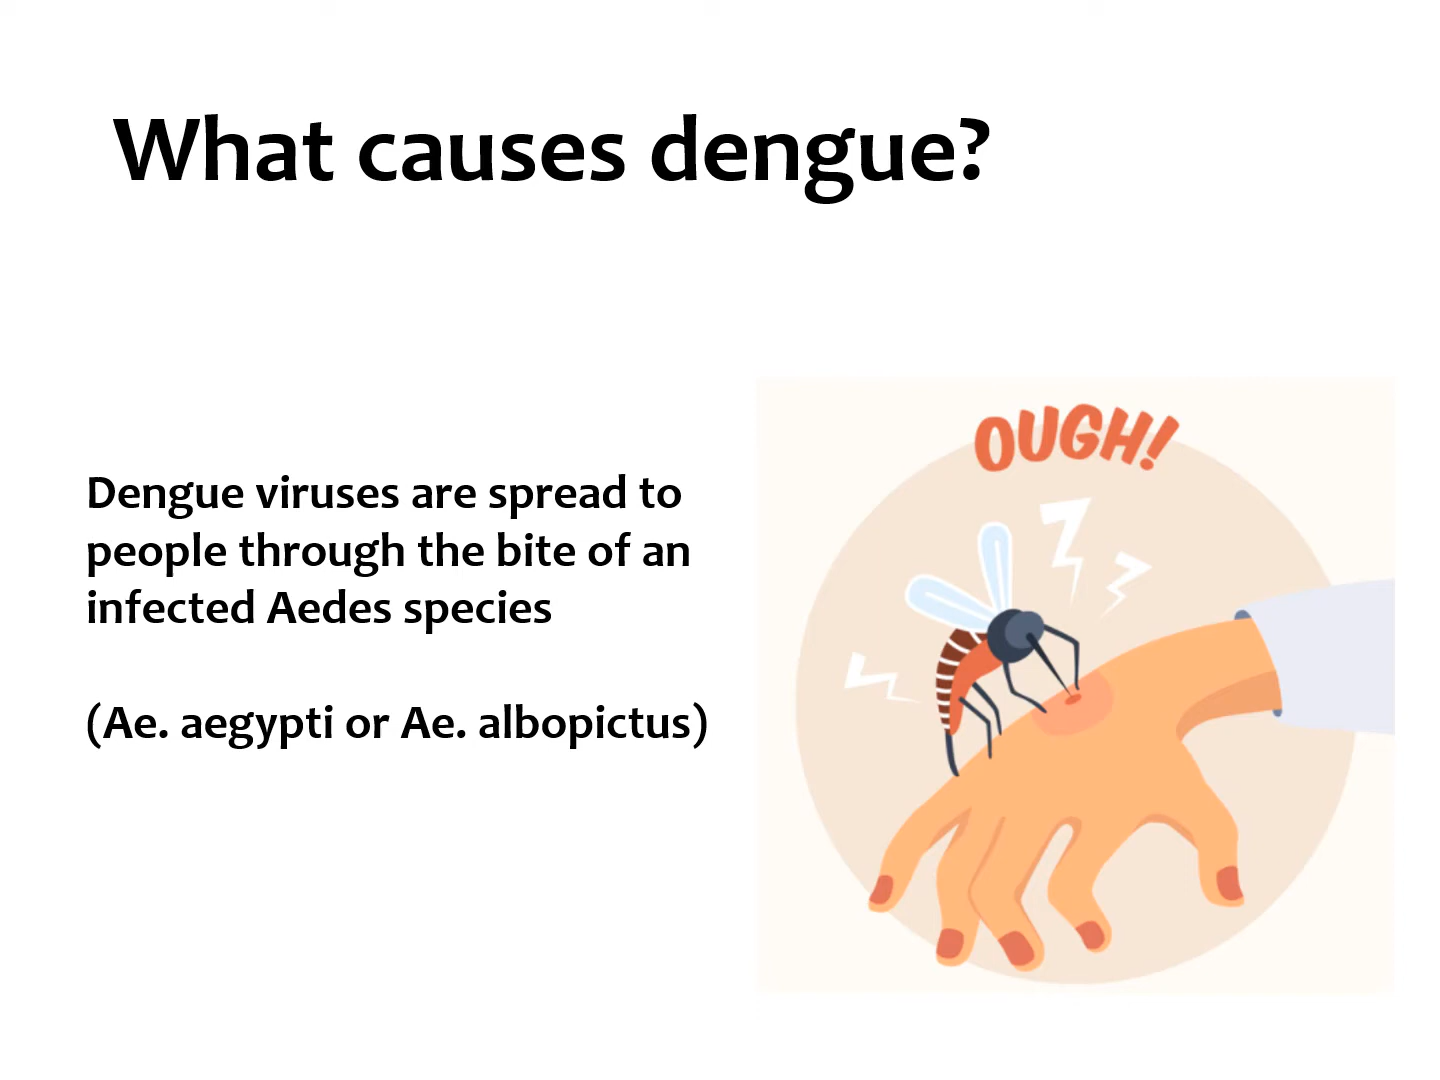 What causes dengue?
OUGH!
Dengue viruses are spread to
people through the bite of an
infected Aedes species
(Ae. aegypti or Ae. albopictus)